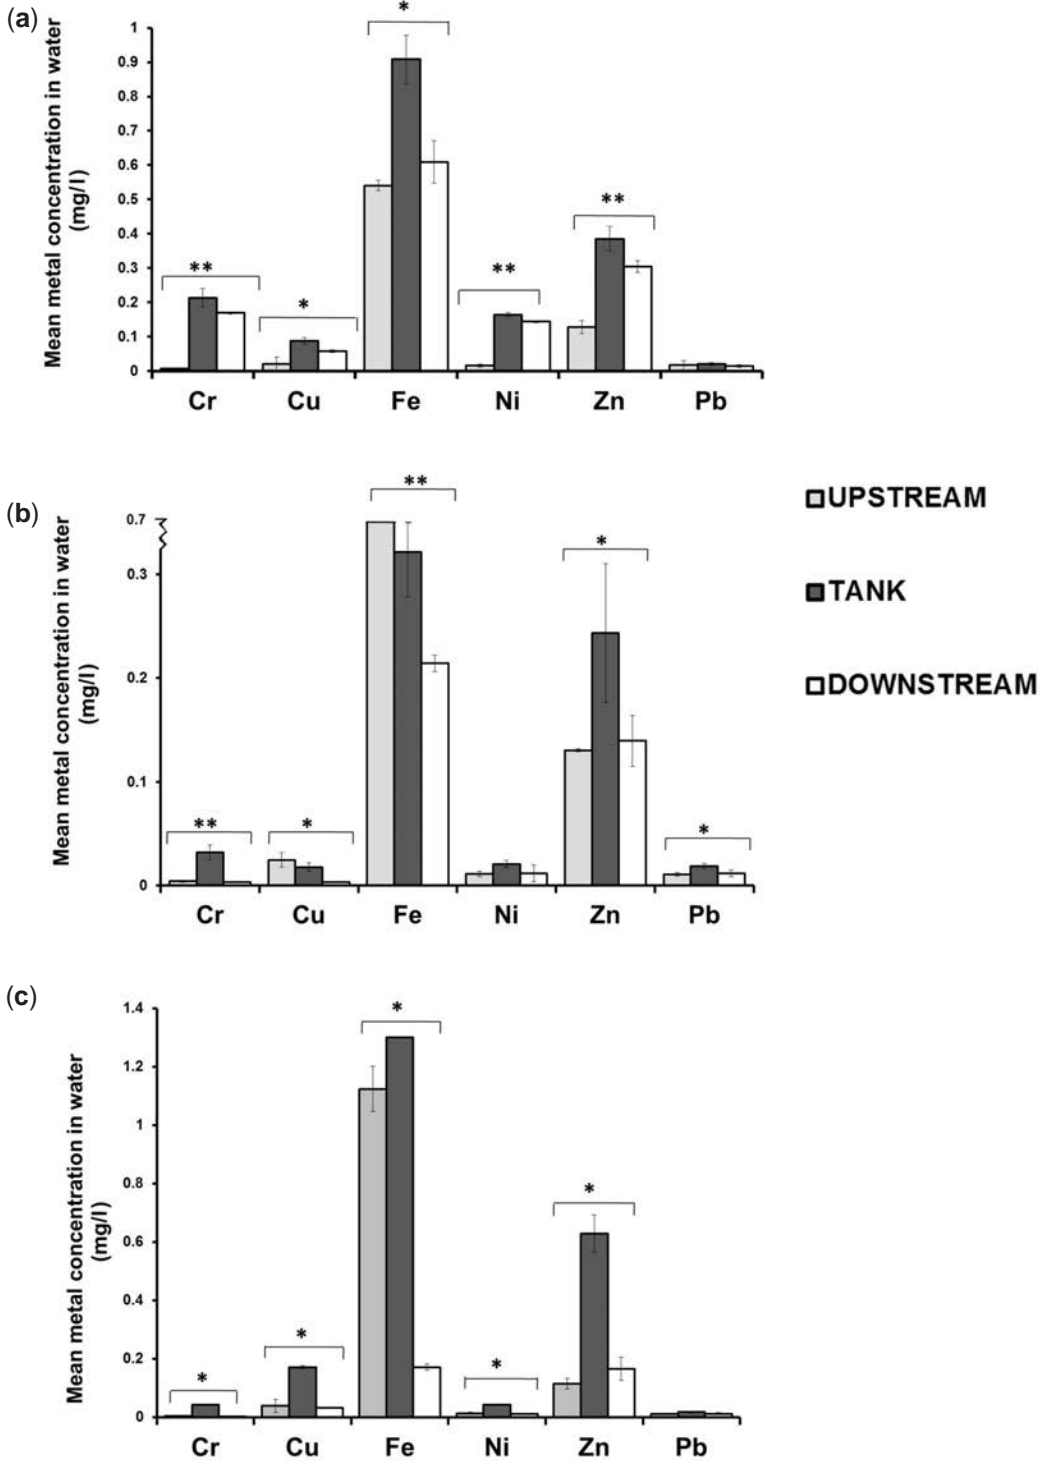 (a)
Mean metal concentration in water
(mg/l)
1
0.9
0.8
0.7
0.6
0.5
0.4
0.3
0.2
0.1
0
**
*
*
**
**
Cr Cu Fe Ni Zn Pb
(b)
Mean metal concentration in water
(mg/l)
0.7
0.3
0.2
0.1
0
**
*
**
*
*
Cr Cu Fe Ni Zn Pb
UPSTREAM
TANK
DOWNSTREAM
(c)
Mean metal concentration in water
(mg/l)
1.4
1.2
1
0.8
0.6
0.4
0.2
0
*
*
*
*
*
Cr Cu Fe Ni Zn Pb